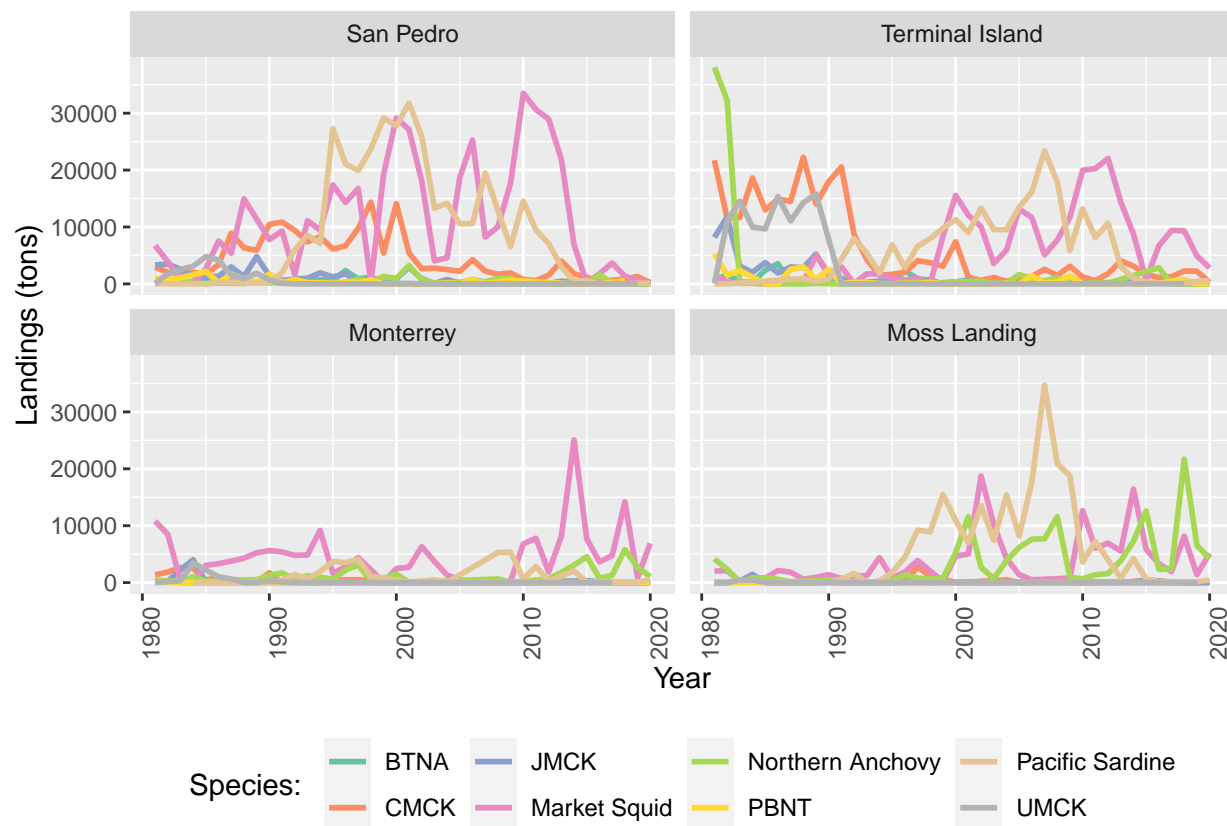 San Pedro Terminal Island
30000
20000
10000
0
Monterrey Moss Landing
30000
20000
10000
0
Landings (tons)
1980 1990 2000 2010 2020 1980 1990 2000 2010 2020
Year
Species: BTNA JMCK Northern Anchovy Pacific Sardine
CMCK Market Squid PBNT UMCK